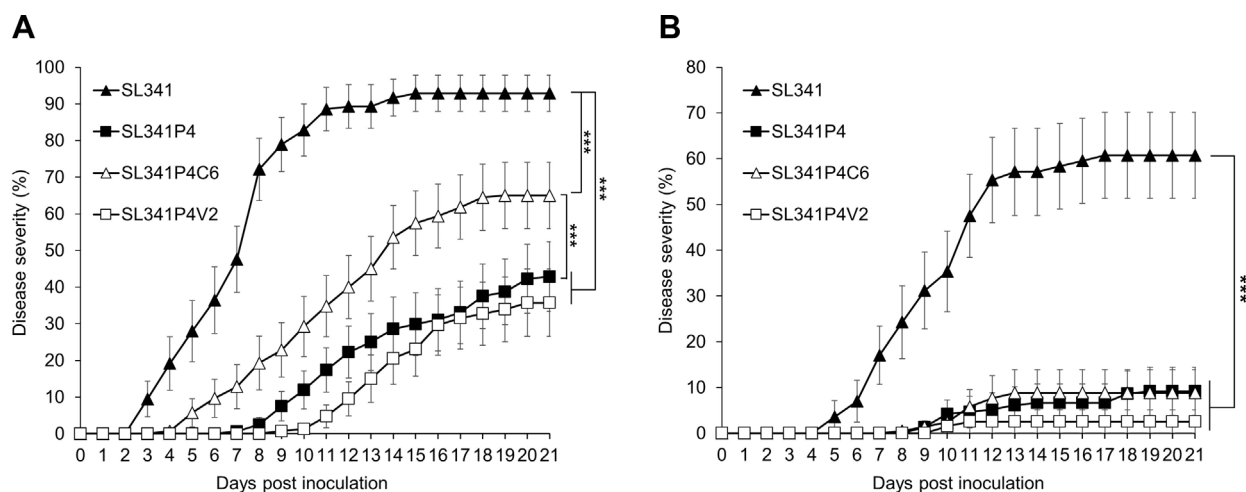 A
100
90
80
70
60
50
40
30
20
10
0
Disease severity (%)
SL341
SL341P4
SL341P4C6
SL341P4V2
***
***
***
0 1 2 3 4 5 6 7 8 9 10 11 12 13 14 15 16 17 18 19 20 21
Days post inoculation
B
80
70
60
50
40
30
20
10
0
Disease severity (%)
SL341
SL341P4
SL341P4C6
SL341P4V2
***
0 1 2 3 4 5 6 7 8 9 10 11 12 13 14 15 16 17 18 19 20 21
Days post inoculation